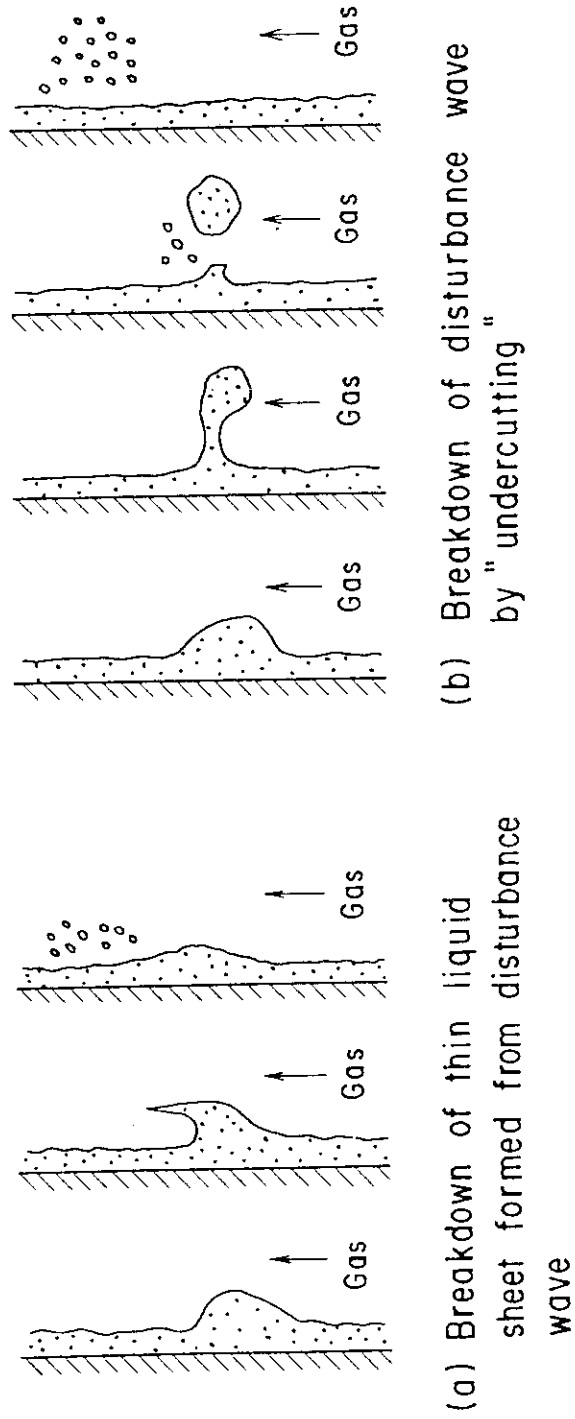 Gas
Gas
Gas
(a) Breakdown of thin liquid
sheet formed from disturbance
wave
Gas
Gas
Gas
Gas
(b) Breakdown of disturbance wave
by "undercutting"